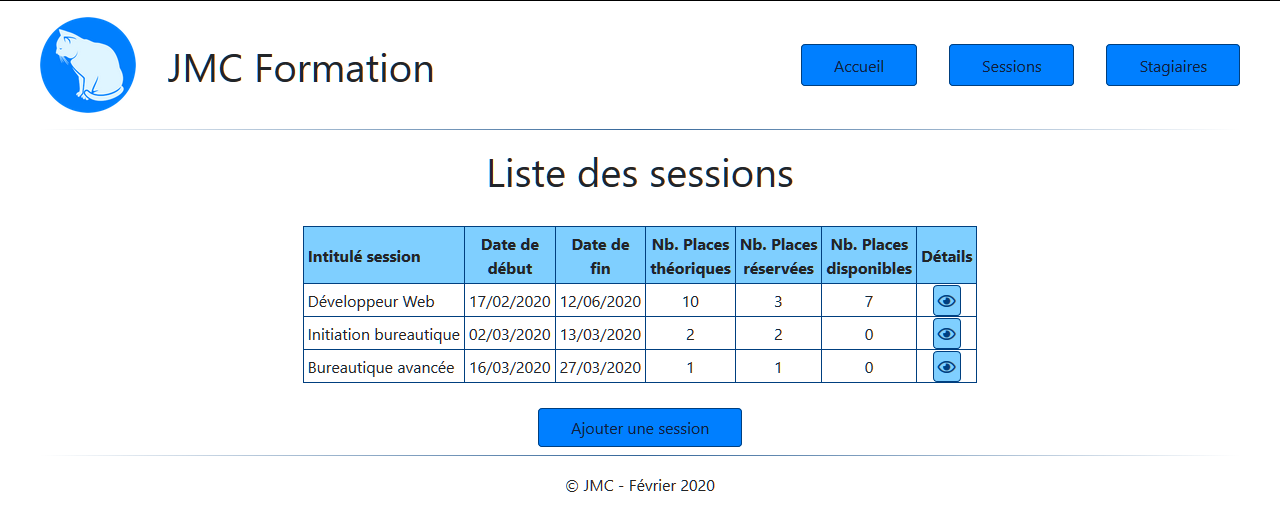 JMC Formation
Accueil Sessions Stagiaires
Liste des sessions
Intitulé session Date de début Date de fin Nb. Places théoriques Nb. Places réservées Nb. Places disponibles Détails
Développeur Web 17/02/2020 12/06/2020 10 3 7
Initiation bureautique 02/03/2020 13/03/2020 2 2 0
Bureautique avancée 16/03/2020 27/03/2020 1 1 0
Ajouter une session
© JMC - Février 2020